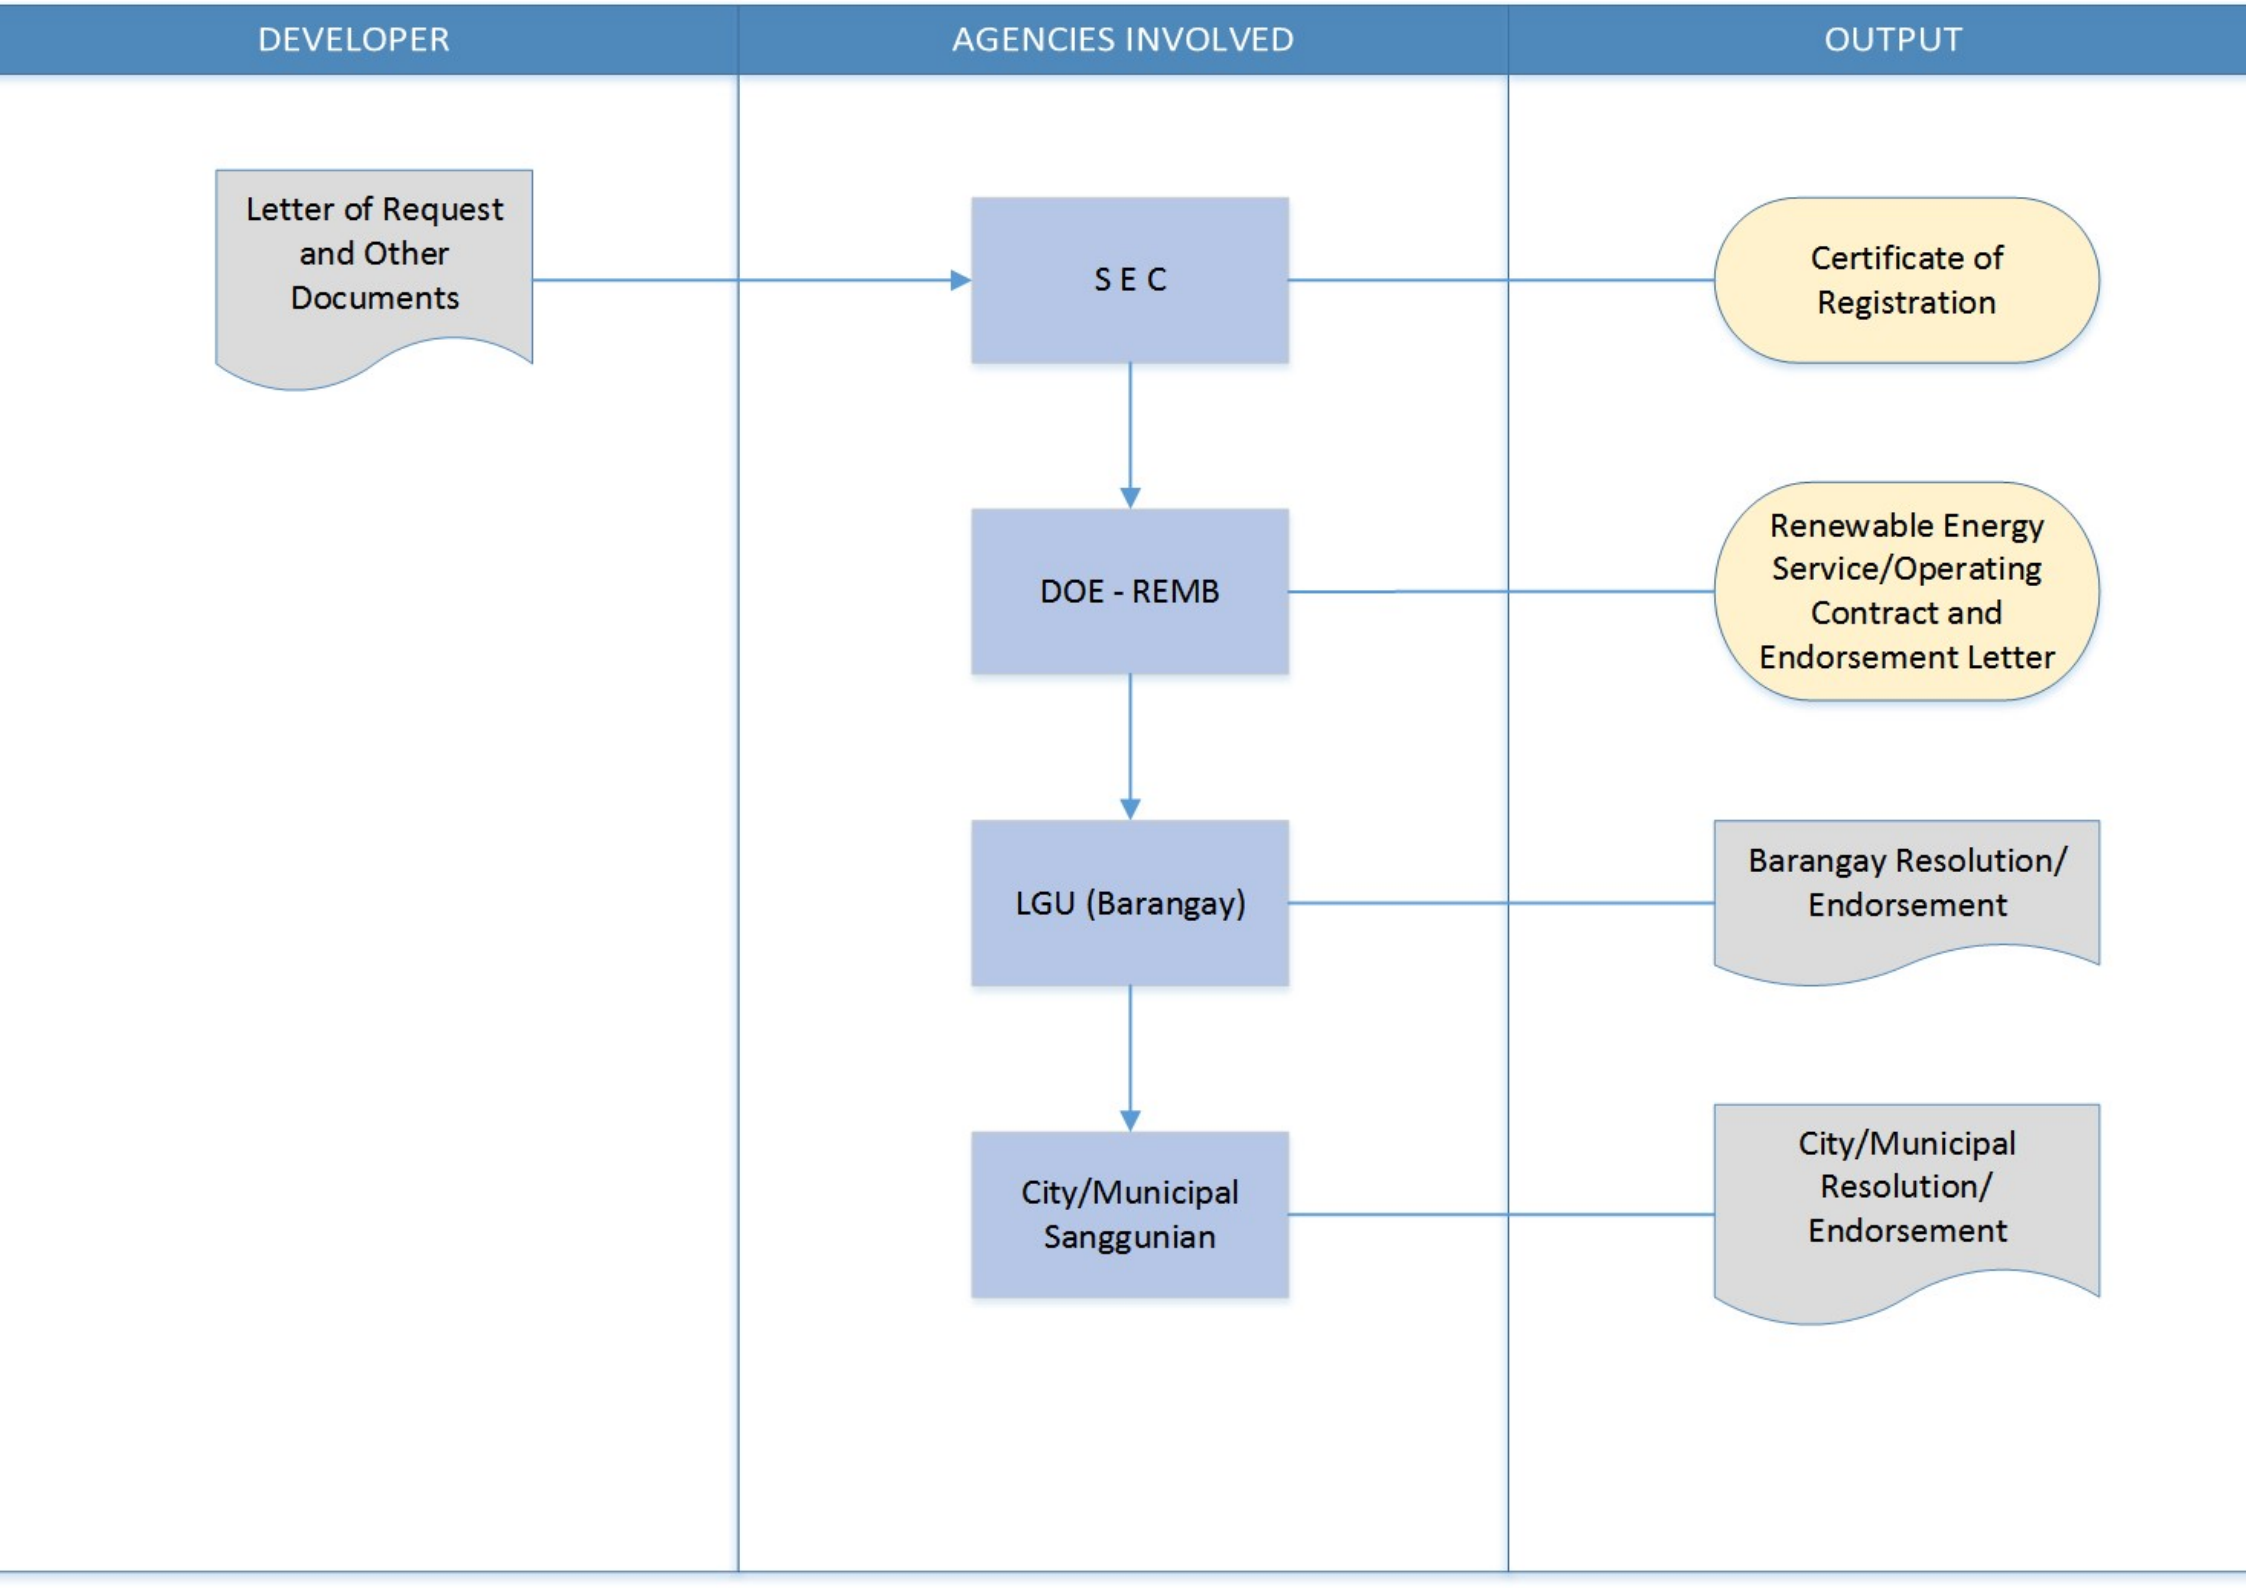 DEVELOPER
AGENCIES INVOLVED
OUTPUT
Letter of Request
and Other
Documents
S E C
Certificate of
Registration
DOE - REMB
Renewable Energy
Service/Operating
Contract and
Endorsement Letter
LGU (Barangay)
Barangay Resolution/
Endorsement
City/Municipal
Sanggunian
City/Municipal
Resolution/
Endorsement